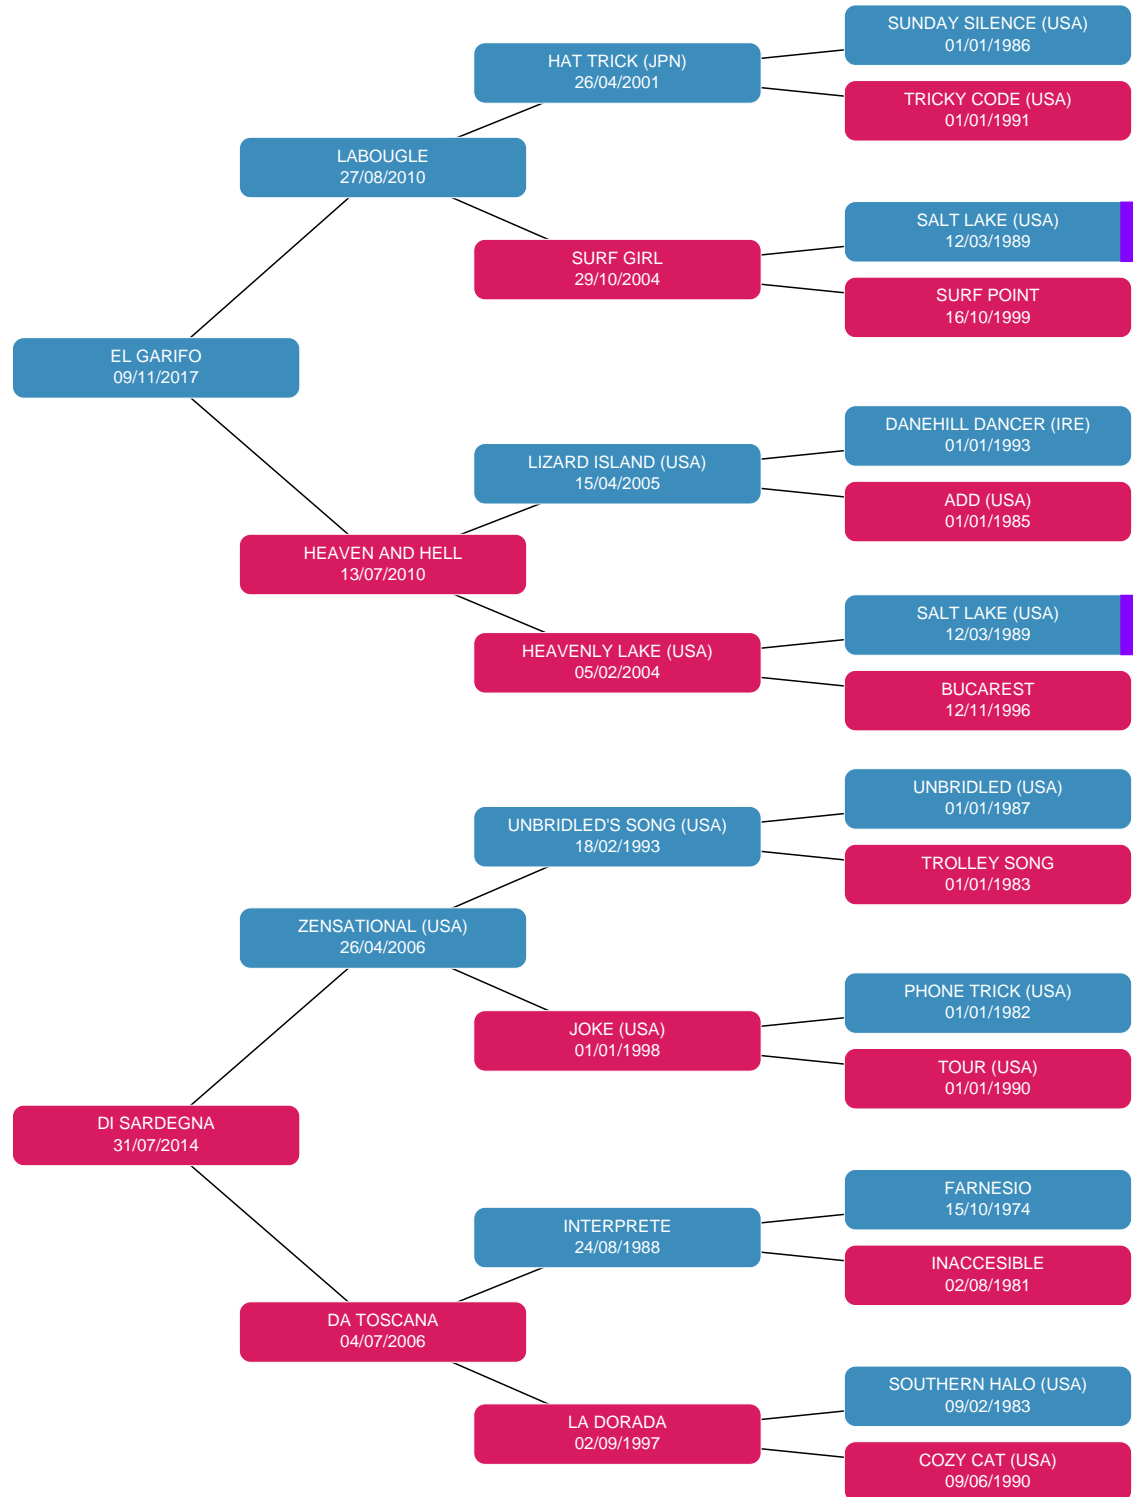 SUNDAY SILENCE (USA)
01/01/1986
HAT TRICK (JPN)
26/04/2001
TRICKY CODE (USA)
01/01/1991
LABOUGLE
27/08/2010
SALT LAKE (USA)
12/03/1989
SURF GIRL
29/10/2004
SURF POINT
16/10/1999
EL GARIFO
09/11/2017
DANEHILL DANCER (IRE)
01/01/1993
LIZARD ISLAND (USA)
15/04/2005
ADD (USA)
01/01/1985
HEAVEN AND HELL
13/07/2010
SALT LAKE (USA)
12/03/1989
HEAVENLY LAKE (USA)
05/02/2004
BUCAREST
12/11/1996
UNBRIDLED (USA)
01/01/1987
UNBRIDLED'S SONG (USA)
18/02/1993
TROLLEY SONG
01/01/1983
ZENSATIONAL (USA)
26/04/2006
PHONE TRICK (USA)
01/01/1982
JOKE (USA)
01/01/1998
TOUR (USA)
01/01/1990
DI SARDEGNA
31/07/2014
FARNESIO
15/10/1974
INTERPRETE
24/08/1988
INACCESIBLE
02/08/1981
DA TOSCANA
04/07/2006
SOUTHERN HALO (USA)
09/02/1983
LA DORADA
02/09/1997
COZY CAT (USA)
09/06/1990